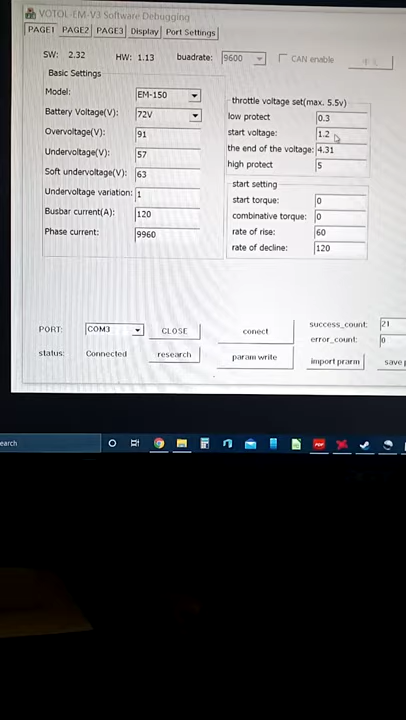 VOTOL-EM-V3 Software Debugging
PAGE1 PAGE2 PAGE3 Display Port Settings
SW: 2.32 HW: 1.13 buadrate: 9600 CAN enable
Basic Settings
Model: EM-150
Battery Voltage(V): 72V
Overvoltage(V): 91
Undervoltage(V): 57
Soft undervoltage(V): 63
Undervoltage variation: 1
Busbar current(A): 120
Phase current: 9960
throttle voltage set(max. 5.5v)
low protect 0.3
start voltage: 1.2
the end of the voltage: 4.31
high protect 5
start setting
start torque: 0
combinative torque: 0
rate of rise: 60
rate of decline: 120
PORT: COM3 CLOSE conect success_count: 21
error_count: 0
status: Connected research param write import prarm save
earch
PDF